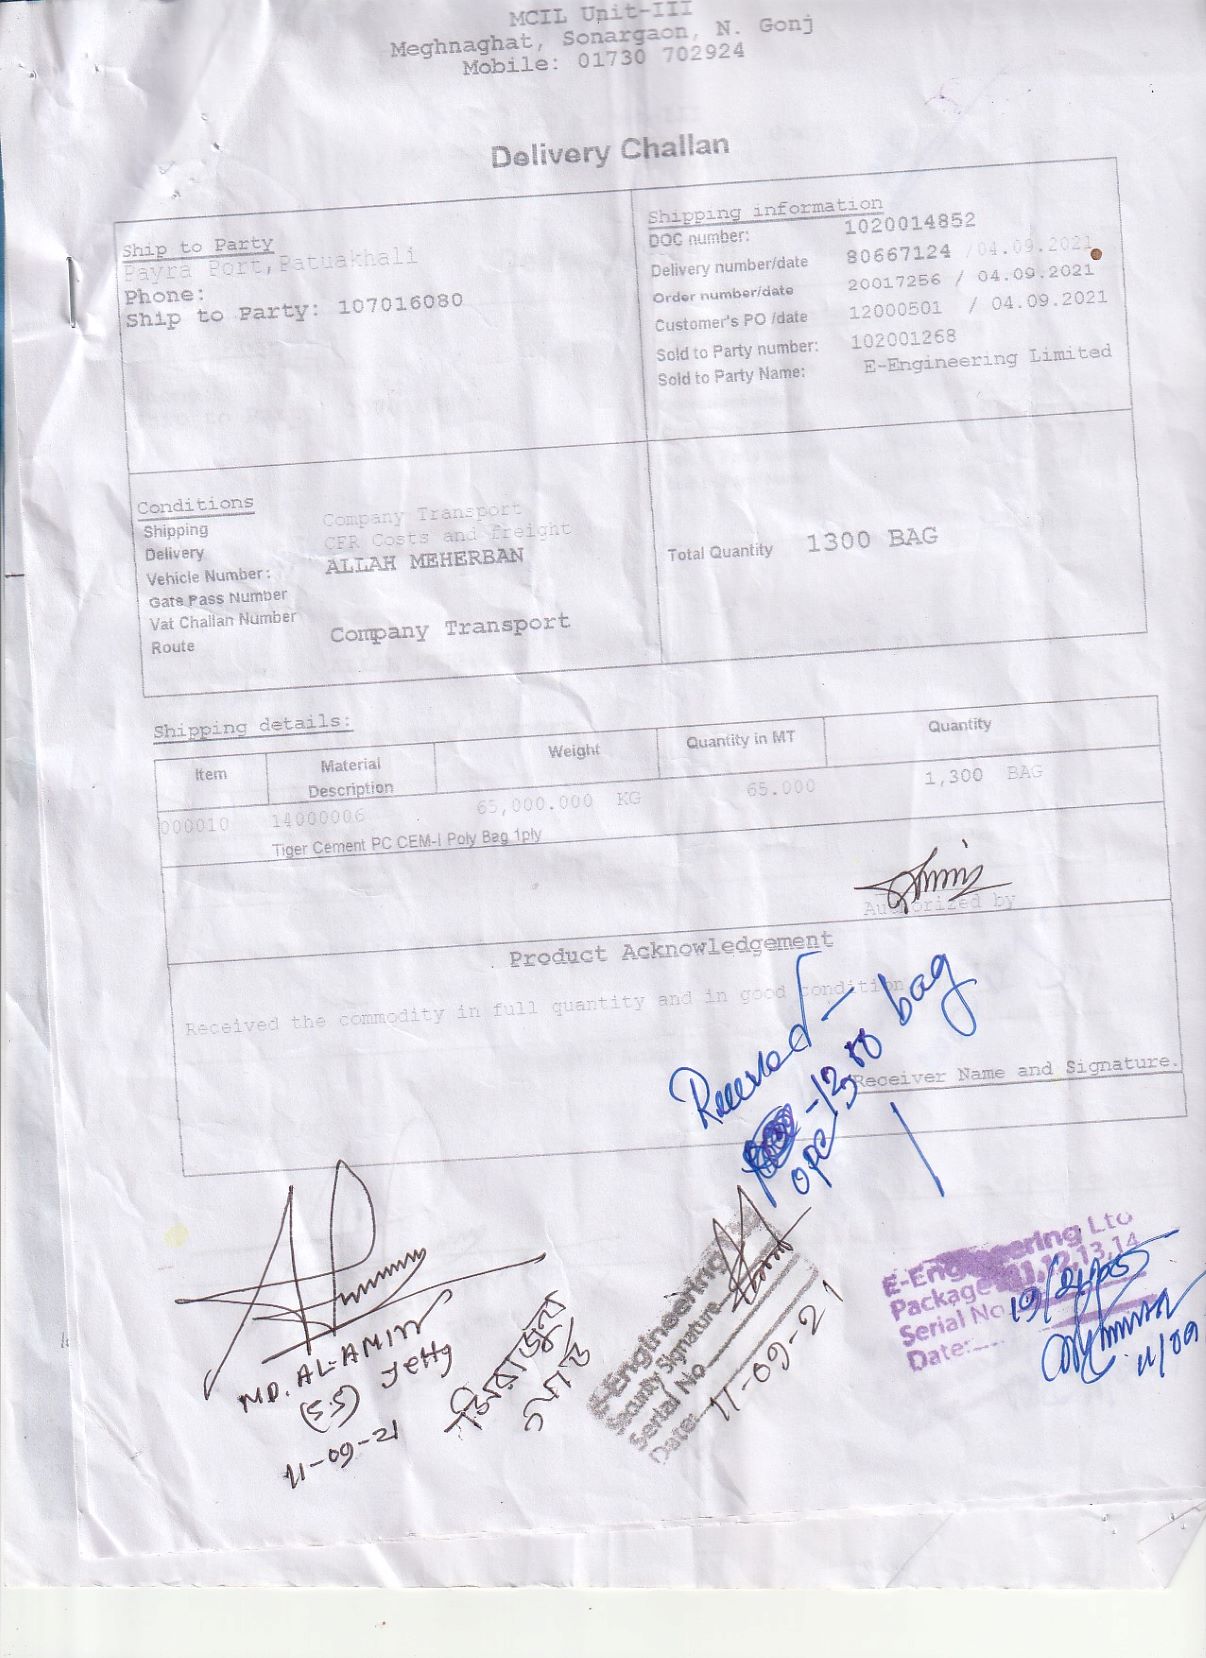 MCIL Unit-III
Meghnaghat, Sonargaon, N. Gonj
Mobile: 01730 702924
Delivery Challan
Ship to Party
Payra Port,Patuakhali
Phone:
Ship to Party: 107016080
Shipping information
DOC number: 1020014852
Delivery number/date 80667124 /04.09.2021
Order number/date 20017256 / 04.09.2021
Customer's PO /date 12000501 / 04.09.2021
Sold to Party number: 102001268
Sold to Party Name: E-Engineering Limited
Conditions
Shipping Company Transport
Delivery CFR Costs and freight
Vehicle Number: ALLAH MEHERBAN
Gate Pass Number
Vat Challan Number
Route Company Transport
Total Quantity 1300 BAG
Shipping details:
Item Material Description Weight Quantity in MT Quantity
000010 14000006 65,000.000 KG 65.000 1,300 BAG
Tiger Cement PC CEM-I Poly Bag 1ply
Authorized by
Product Acknowledgement
Received the commodity in full quantity and in good condition
Receiver Name and Signature.
Received-
OPC-1300 bag
MD. AL-AMIN
(S.S) Jetty
11-09-21
E-Engineering
Security Signature
Serial No
Date: 11-09-21
E-Engineering Ltd
Package 11,12,13,14
Serial No
Date:
11/09